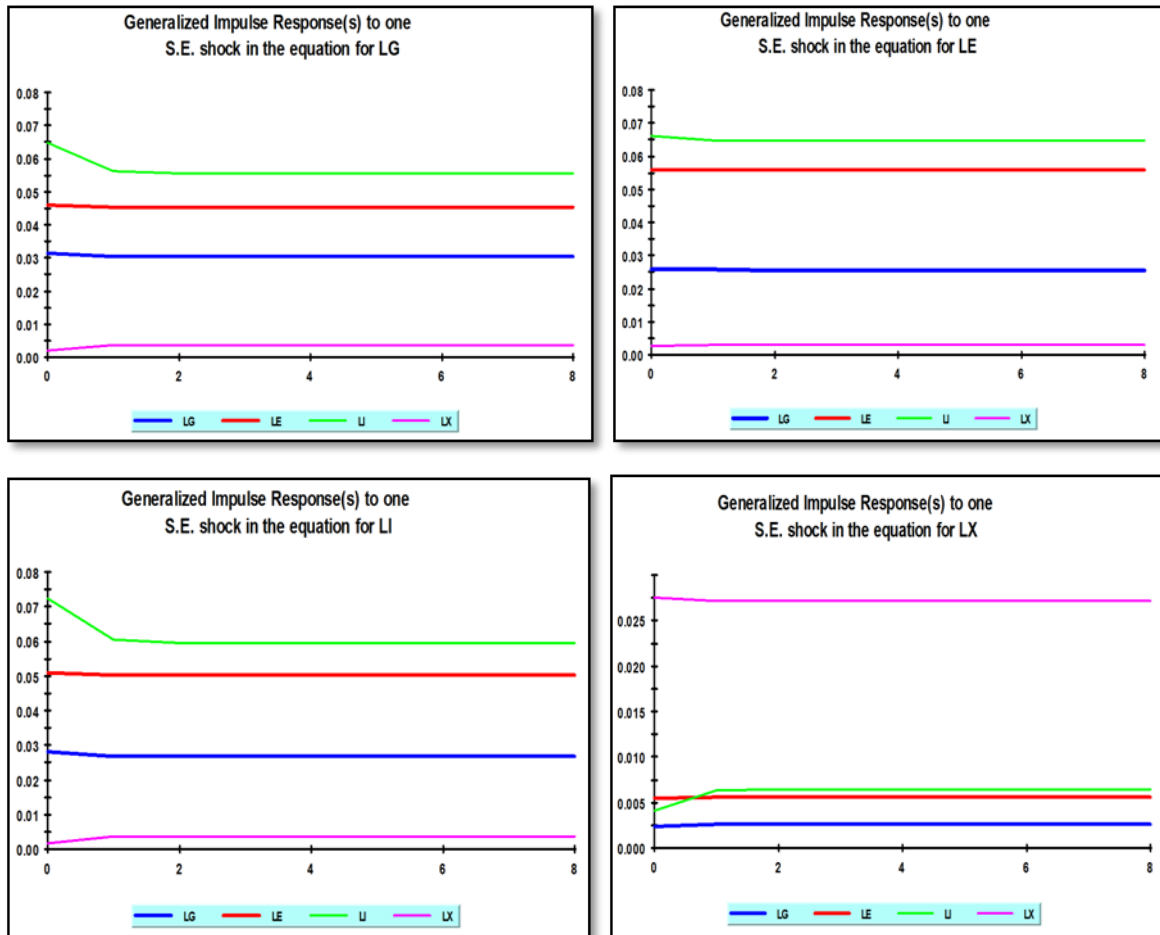 Generalized Impulse Response(s) to one
S.E. shock in the equation for LG
0.08
0.07
0.06
0.05
0.04
0.03
0.02
0.01
0.00
0 2 4 6 8
LG LE LI LX
Generalized Impulse Response(s) to one
S.E. shock in the equation for LE
0.08
0.07
0.06
0.05
0.04
0.03
0.02
0.01
0.00
0 2 4 6 8
LG LE LI LX
Generalized Impulse Response(s) to one
S.E. shock in the equation for LI
0.08
0.07
0.06
0.05
0.04
0.03
0.02
0.01
0.00
0 2 4 6 8
LG LE LI LX
Generalized Impulse Response(s) to one
S.E. shock in the equation for LX
0.025
0.020
0.015
0.010
0.005
0.000
0 2 4 6 8
LG LE LI LX